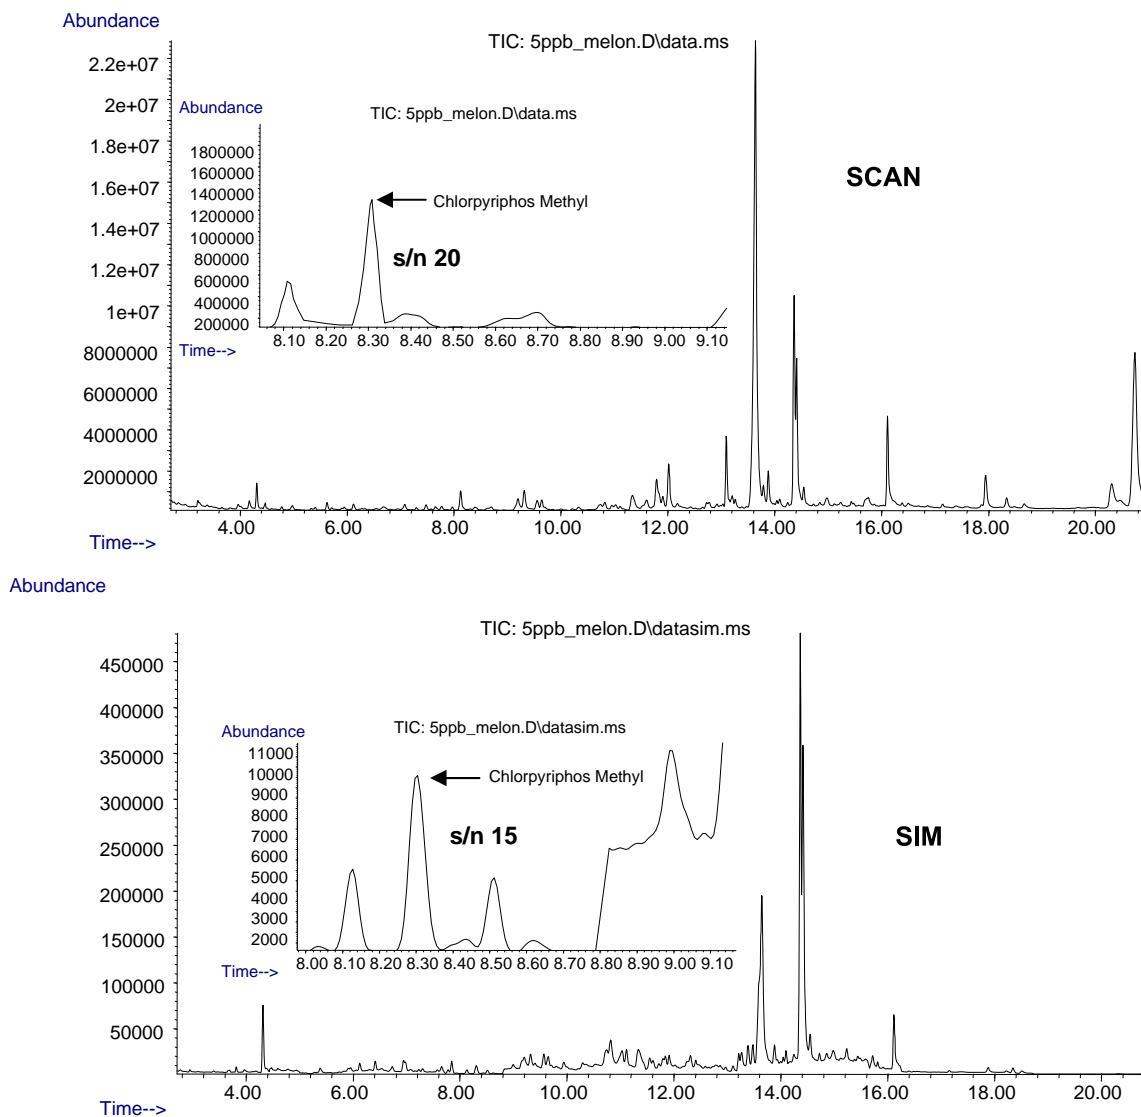 Abundance
TIC: 5ppb_melon.D\data.ms
2.2e+07
2e+07
1.8e+07
1.6e+07
1.4e+07
1.2e+07
1e+07
8000000
6000000
4000000
2000000
SCAN
Abundance
TIC: 5ppb_melon.D\data.ms
1800000
1600000
1400000
1200000
1000000
800000
600000
400000
200000
Chlorpyriphos Methyl
s/n 20
8.10 8.20 8.30 8.40 8.50 8.60 8.70 8.80 8.90 9.00 9.10
Time-->
4.00 6.00 8.00 10.00 12.00 14.00 16.00 18.00 20.00
Time-->
Abundance
TIC: 5ppb_melon.D\datasim.ms
450000
400000
350000
300000
250000
200000
150000
100000
50000
SIM
Abundance
TIC: 5ppb_melon.D\datasim.ms
11000
10000
9000
8000
7000
6000
5000
4000
3000
2000
Chlorpyriphos Methyl
s/n 15
8.00 8.10 8.20 8.30 8.40 8.50 8.60 8.70 8.80 8.90 9.00 9.10
Time-->
4.00 6.00 8.00 10.00 12.00 14.00 16.00 18.00 20.00
Time-->